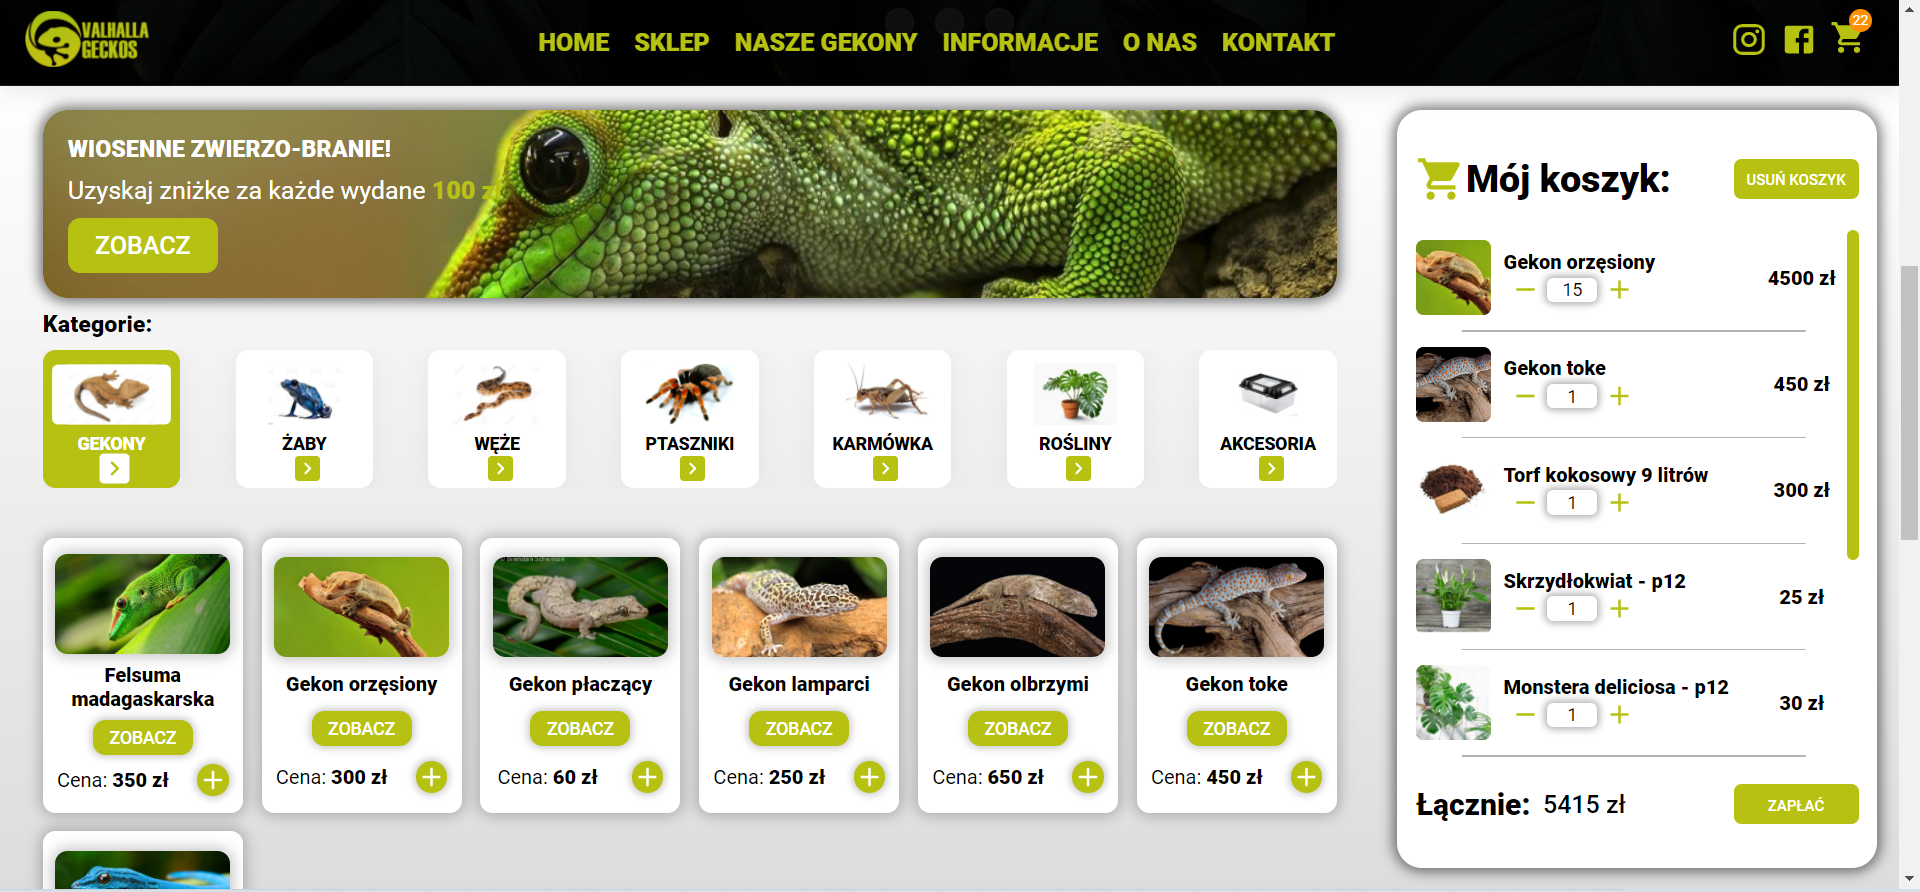 VALHALLA
GECKOS
HOME SKLEP NASZE GEKONY INFORMACJE O NAS KONTAKT
22
WIOSENNE ZWIERZO-BRANIE!
Uzyskaj zniżke za każde wydane 100 z
ZOBACZ
Kategorie:
GEKONY
ŻABY
WĘŻE
PTASZNIKI
KARMÓWKA
ROŚLINY
AKCESORIA
Felsuma
madagaskarska
ZOBACZ
Cena: 350 zł
Gekon orzęsiony
ZOBACZ
Cena: 300 zł
Gekon płaczący
ZOBACZ
Cena: 60 zł
Gekon lamparci
ZOBACZ
Cena: 250 zł
Gekon olbrzymi
ZOBACZ
Cena: 650 zł
Gekon toke
ZOBACZ
Cena: 450 zł
Mój koszyk:
USUŃ KOSZYK
Gekon orzęsiony
15
4500 zł
Gekon toke
1
450 zł
Torf kokosowy 9 litrów
1
300 zł
Skrzydłokwiat - p12
1
25 zł
Monstera deliciosa - p12
1
30 zł
Łącznie: 5415 zł
ZAPŁAĆ